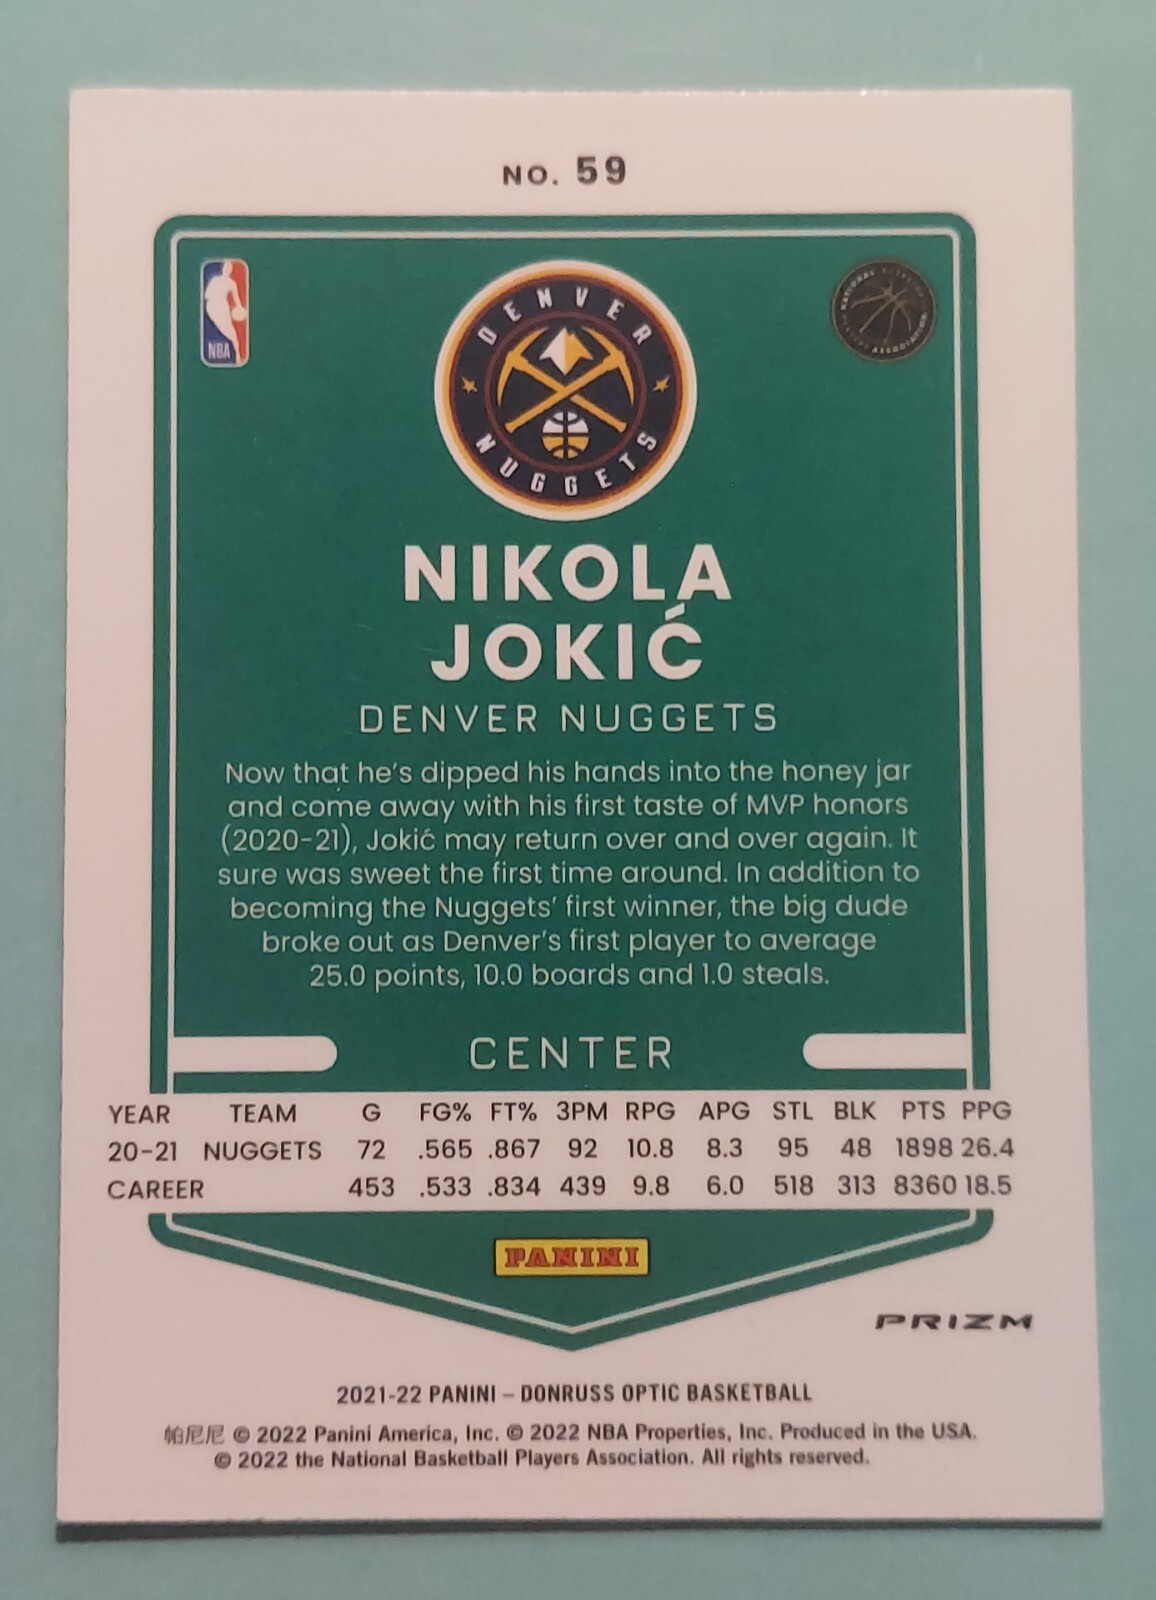 NO. 59
NBA
DENVER
NUGGETS
NIKOLA
JOKIĆ
DENVER NUGGETS
Now that he's dipped his hands into the honey jar
and come away with his first taste of MVP honors
(2020-21), Jokić may return over and over again. It
sure was sweet the first time around. In addition to
becoming the Nuggets' first winner, the big dude
broke out as Denver's first player to average
25.0 points, 10.0 boards and 1.0 steals.
CENTER
YEAR TEAM G FG% FT% 3PM RPG APG STL BLK PTS PPG
20-21 NUGGETS 72 .565 .867 92 10.8 8.3 95 48 1898 26.4
CAREER 453 .533 .834 439 9.8 6.0 518 313 8360 18.5
PANINI
PRIZM
2021-22 PANINI – DONRUSS OPTIC BASKETBALL
帕尼尼 © 2022 Panini America, Inc. © 2022 NBA Properties, Inc. Produced in the USA.
© 2022 the National Basketball Players Association. All rights reserved.